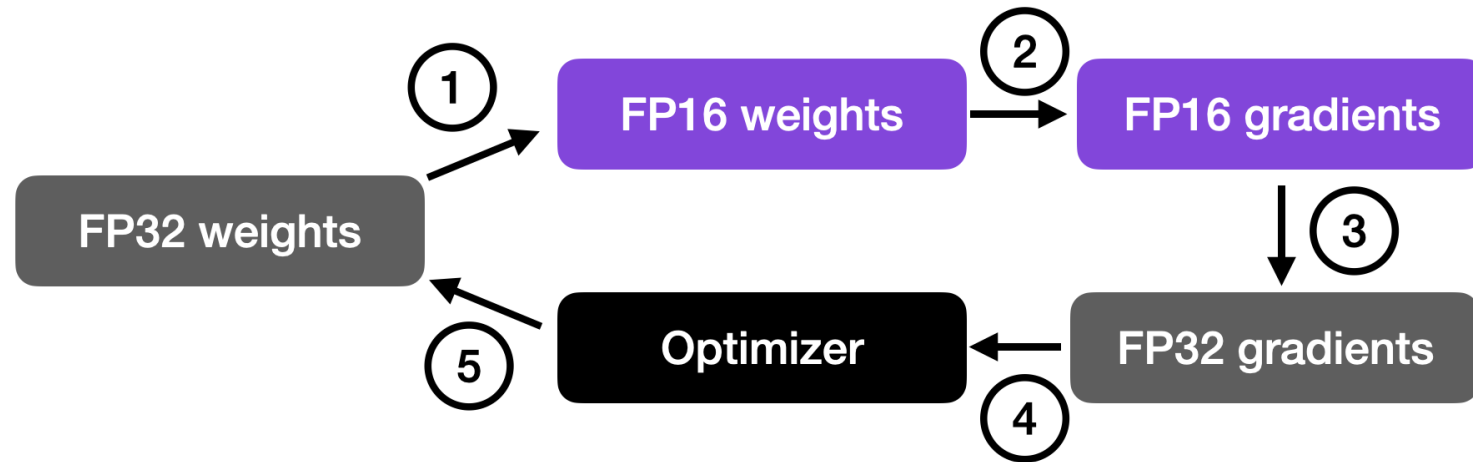 1
FP16 weights
2
FP16 gradients
FP32 weights
3
Optimizer
FP32 gradients
5
4